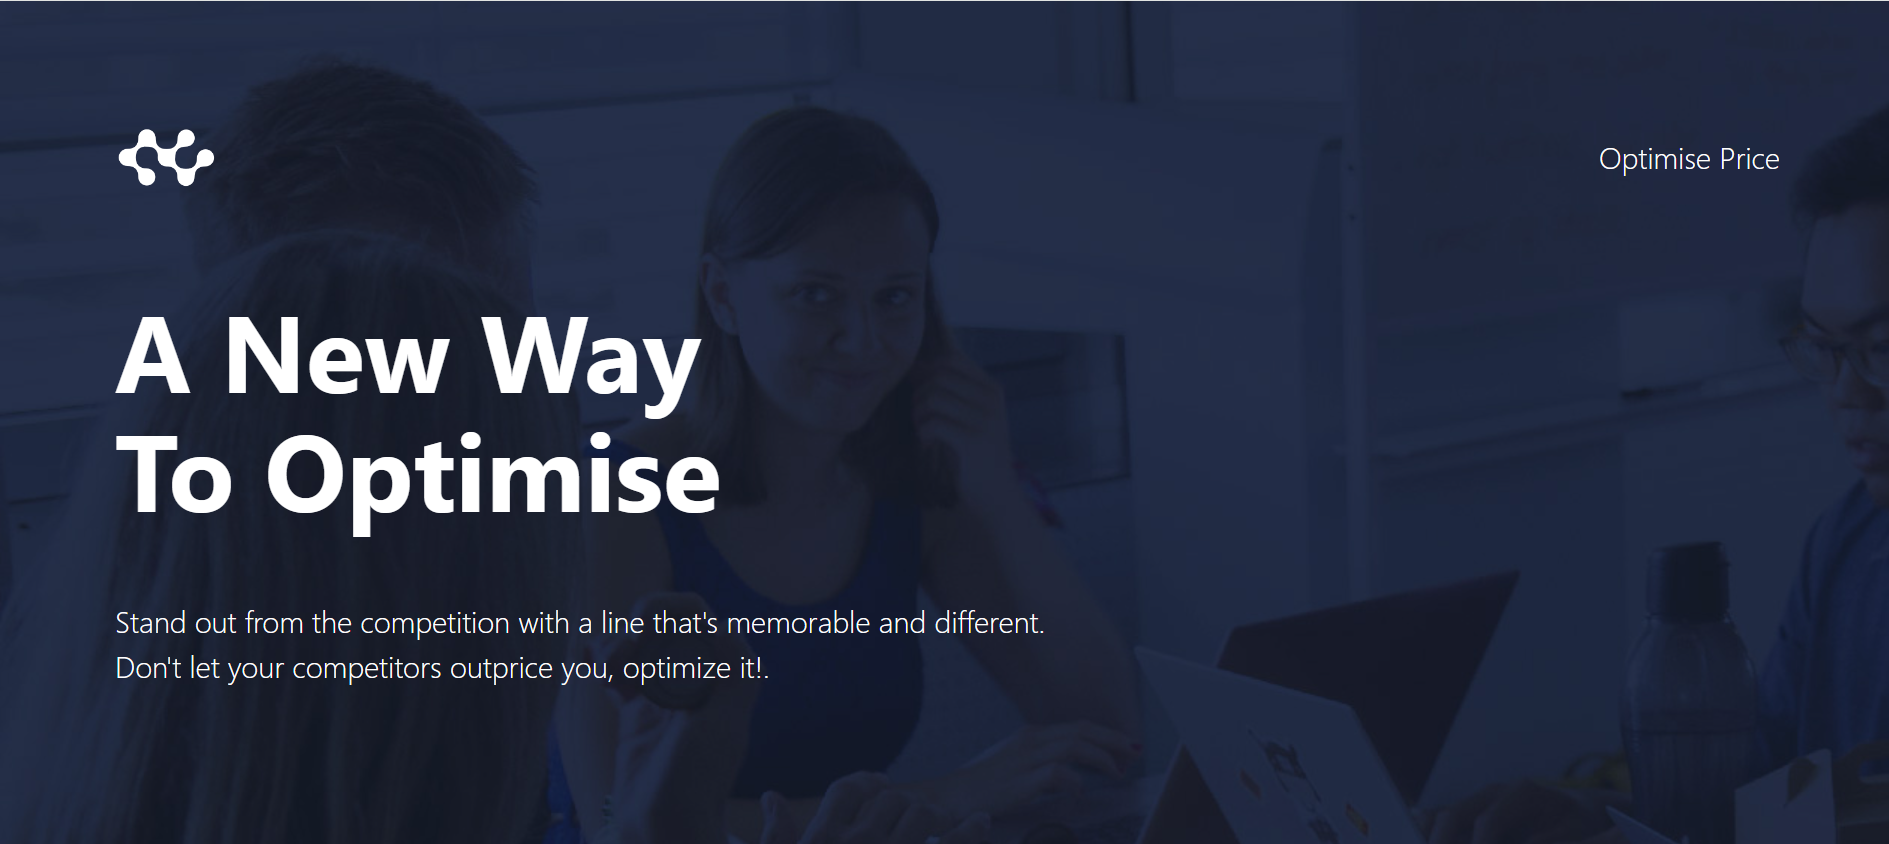 Optimise Price
A New Way
To Optimise
Stand out from the competition with a line that's memorable and different.
Don't let your competitors outprice you, optimize it!.